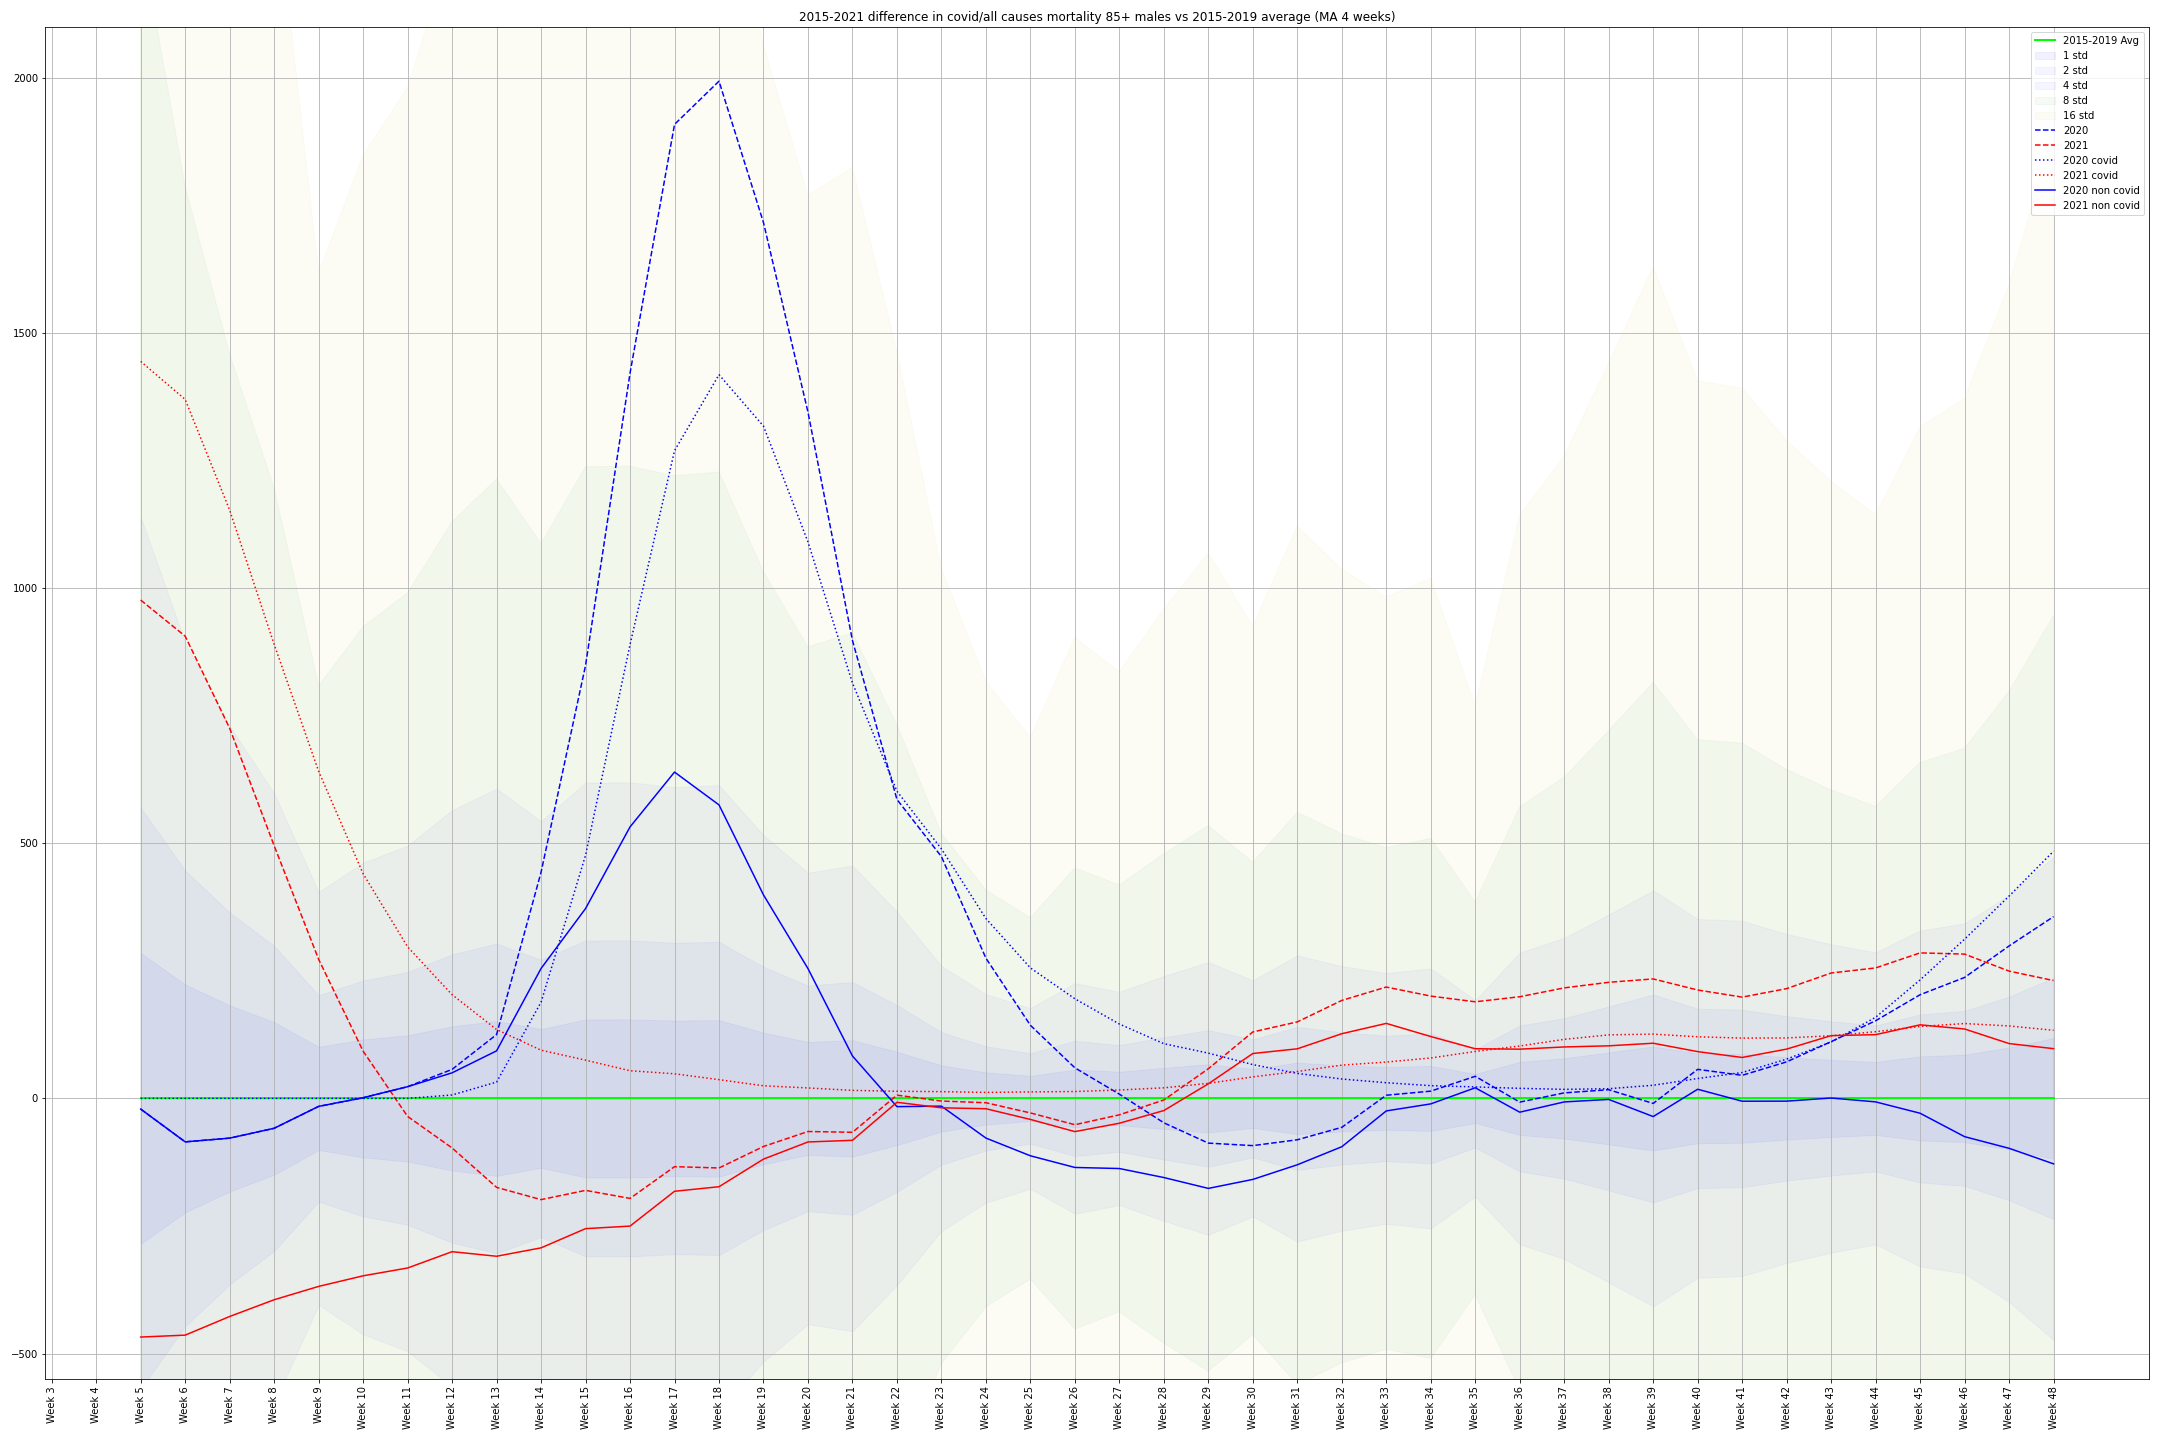 2015-2021 difference in covid/all causes mortality 85+ males vs 2015-2019 average (MA 4 weeks)
2015-2019 Avg
1 std
2 std
4 std
8 std
16 std
2020
2021
2020 covid
2021 covid
2020 non covid
2021 non covid
2000
1500
1000
500
0
−500
Week 3
Week 4
Week 5
Week 6
Week 7
Week 8
Week 9
Week 10
Week 11
Week 12
Week 13
Week 14
Week 15
Week 16
Week 17
Week 18
Week 19
Week 20
Week 21
Week 22
Week 23
Week 24
Week 25
Week 26
Week 27
Week 28
Week 29
Week 30
Week 31
Week 32
Week 33
Week 34
Week 35
Week 36
Week 37
Week 38
Week 39
Week 40
Week 41
Week 42
Week 43
Week 44
Week 45
Week 46
Week 47
Week 48